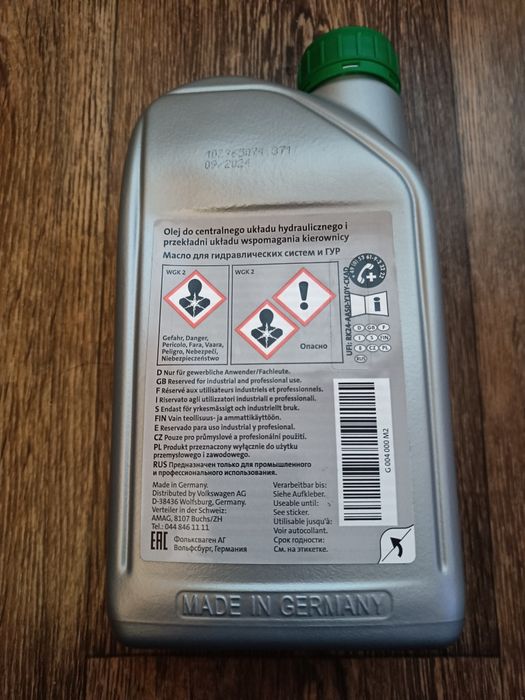 09/2024
Olej do centralnego układu hydraulicznego i
przekładni układu wspomagania kierownicy
Масло для гидравлических систем и ГУР
WGK 2
Gefahr, Danger,
Pericolo, Fara, Vaara,
Peligro, Nebezpečí,
Niebezpieczeństwo
WGK 2
Опасно
i
D GB F
I S FIN
E CZ PL
RUS
D Nur für gewerbliche Anwender/Fachleute.
GB Reserved for industrial and professional use.
F Réservé aux utilisateurs industriels et professionnels.
I Riservato agli utilizzatori industriali e professionali.
S Endast för yrkesmässigt och industriellt bruk.
FIN Vain teollisuus- ja ammattikäyttöön.
E Reservado para uso industrial y profesional.
CZ Pouze pro průmyslové a profesionální použití.
PL Produkt przeznaczony wyłącznie do użytku
przemysłowego i zawodowego.
RUS Предназначен только для промышленного
и профессионального использования.
G 004 000 M2
Made in Germany.
Distributed by Volkswagen AG
D-38436 Wolfsburg, Germany.
Verteiler in der Schweiz:
AMAG, 8107 Buchs/ZH
Tel.: 044 846 11 11
EAC Фольксваген АГ
Вольфсбург, Германия
Verarbeitbar bis:
Siehe Aufkleber.
Useable until:
See sticker.
Utilisable jusqu'à:
Voir autocollant.
Срок годности:
См. на этикетке.
MADE IN GERMANY